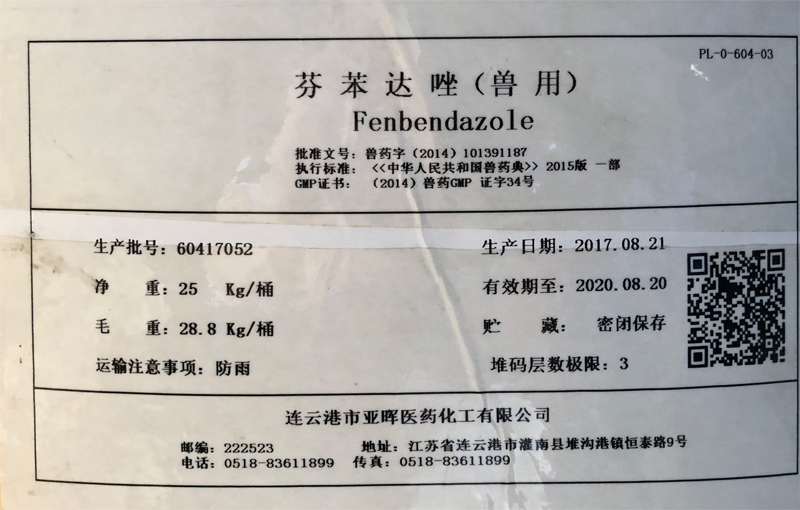 PL-0-604-03
芬苯达唑（兽用）
Fenbendazole
批准文号：兽药字（2014）101391187
执行标准：<<中华人民共和国兽药典>> 2015版 一部
GMP证书：（2014）兽药GMP 证字34号
生产批号：60417052 生产日期：2017.08.21
净 重：25 Kg/桶 有效期至：2020.08.20
毛 重：28.8 Kg/桶 贮 藏： 密闭保存
运输注意事项：防雨 堆码层数极限：3
连云港市亚晖医药化工有限公司
邮编：222523 地址：江苏省连云港市灌南县堆沟港镇恒泰路9号
电话：0518-83611899 传真：0518-83611899